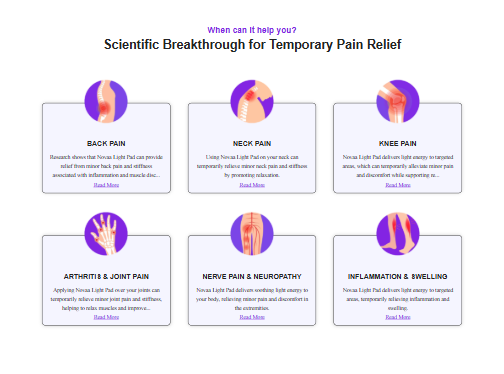 When can it help you?
Scientific Breakthrough for Temporary Pain Relief
BACK PAIN
Research shows that Novaa Light Pad can provide
relief from minor back pain and stiffness
associated with inflammation and muscle disc...
Read More
NECK PAIN
Using Novaa Light Pad on your neck can
temporarily relieve minor neck pain and stiffness
by promoting relaxation.
Read More
KNEE PAIN
Novaa Light Pad delivers light energy to targeted
areas, which can temporarily alleviate minor pain
and discomfort while supporting re...
Read More
ARTHRITIS & JOINT PAIN
Applying Novaa Light Pad over your joints can
temporarily relieve minor joint pain and stiffness,
helping to relax muscles and improve...
Read More
NERVE PAIN & NEUROPATHY
Novaa Light Pad delivers soothing light energy to
your body, relieving minor pain and discomfort in
the extremities.
Read More
INFLAMMATION & SWELLING
Novaa Light Pad delivers light energy to targeted
areas, temporarily relieving inflammation and
swelling.
Read More